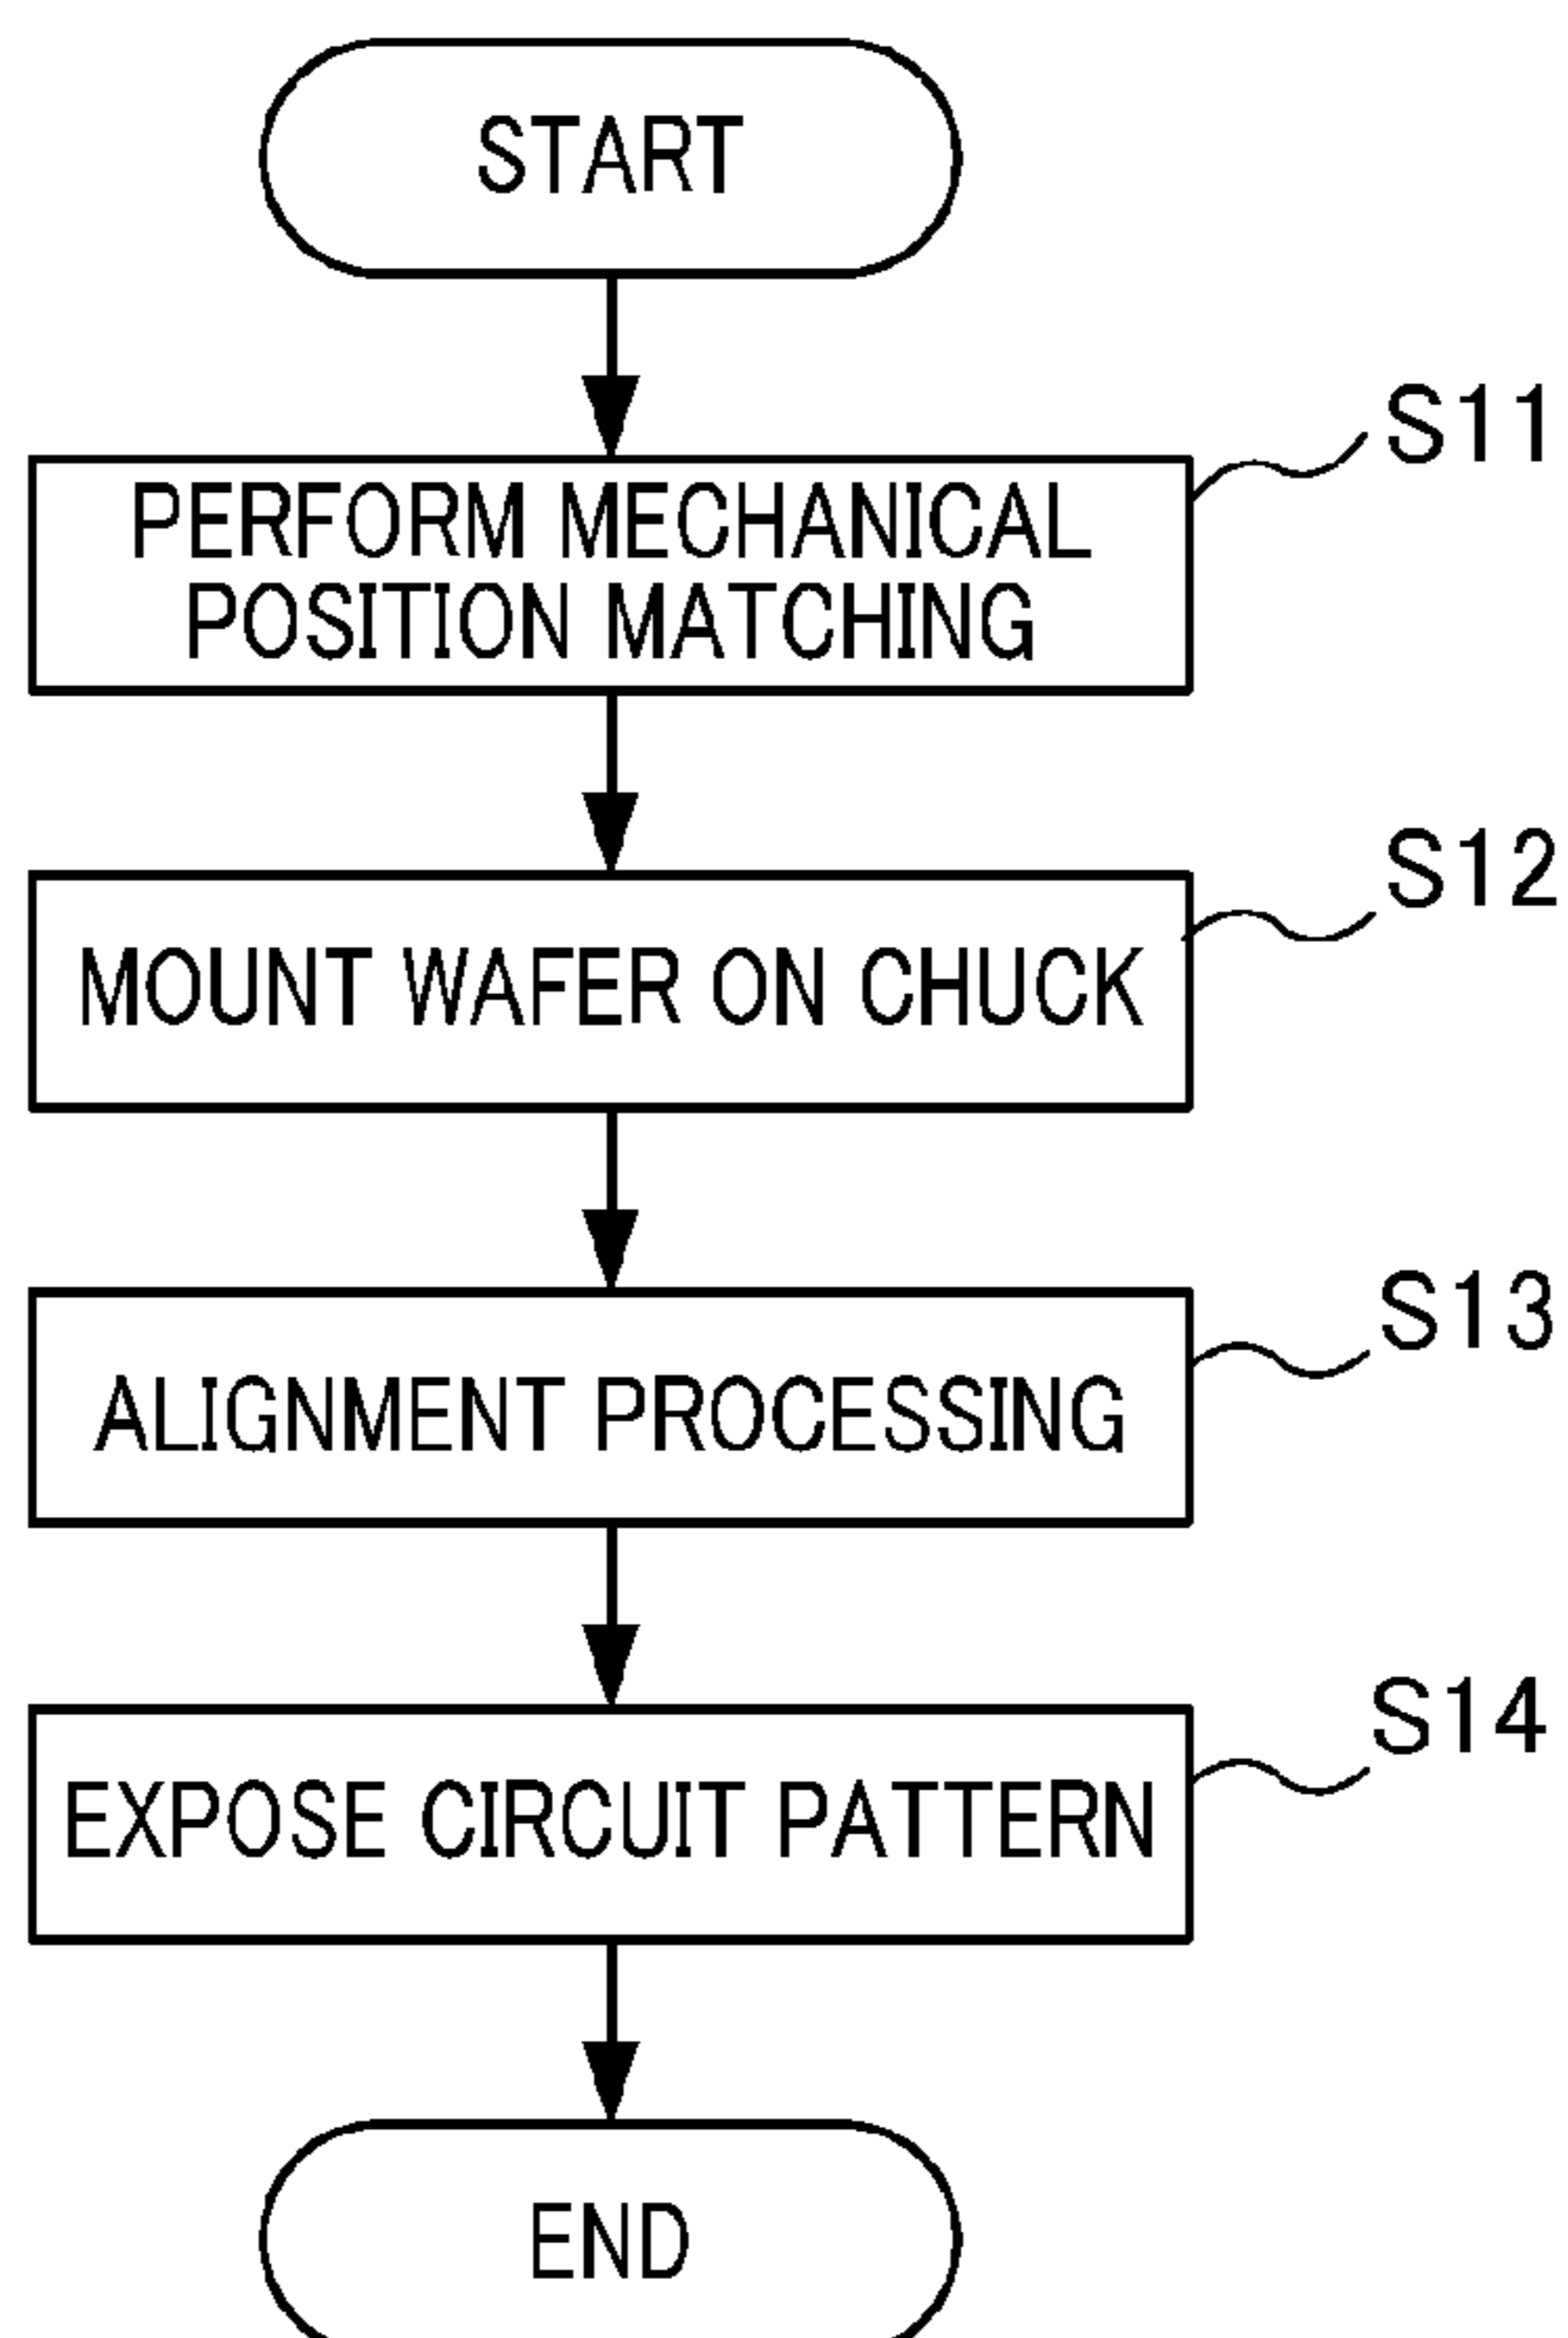 START
S11
PERFORM MECHANICAL
POSITION MATCHING
S12
MOUNT WAFER ON CHUCK
S13
ALIGNMENT PROCESSING
S14
EXPOSE CIRCUIT PATTERN
END